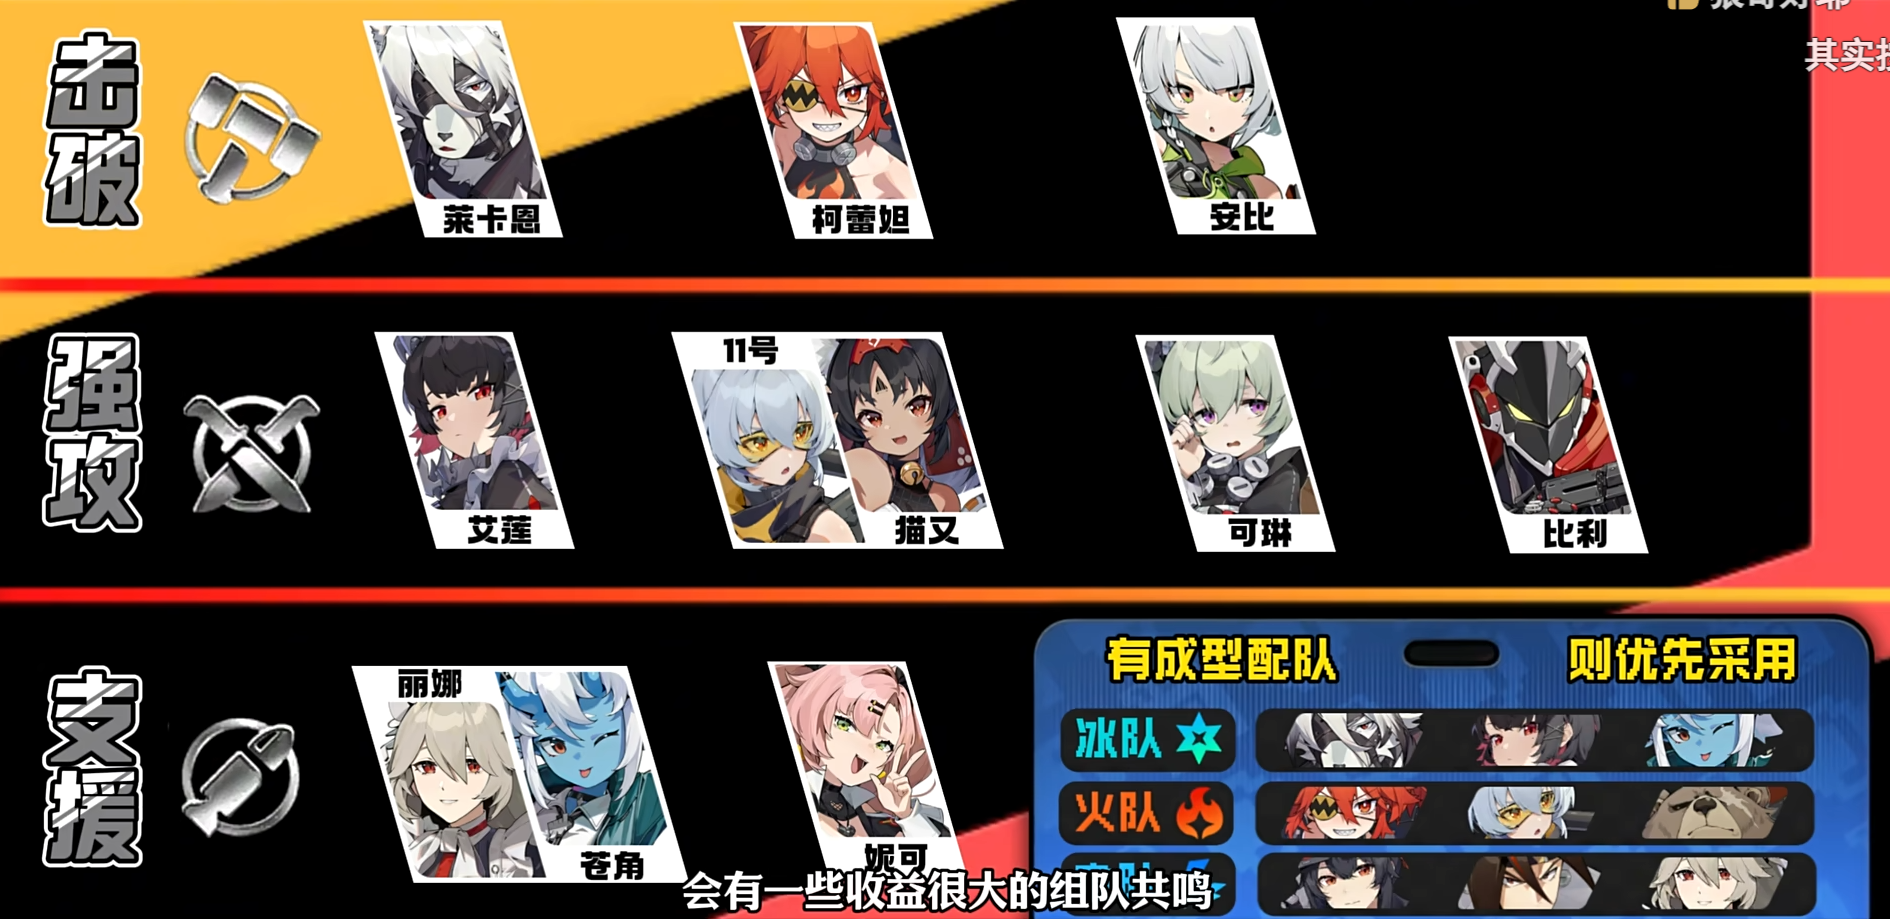 其实
击破
莱卡恩
柯蕾妲
安比
强攻
艾莲
11号
猫又
可琳
比利
支援
丽娜
苍角
妮可
有成型配队
则优先采用
冰队
火队
会有一些收益很大的组队共鸣